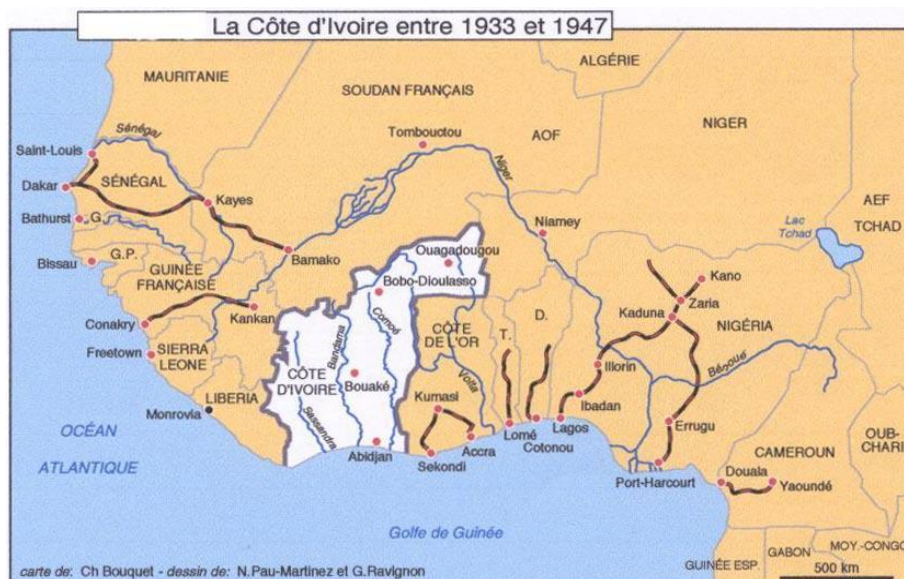 La Côte d'Ivoire entre 1933 et 1947
MAURITANIE
ALGÉRIE
SOUDAN FRANÇAIS
AOF
NIGER
Tombouctou
Sénégal
Niger
Saint-Louis
SÉNÉGAL
Dakar
Kayes
Bathurst
G.
Niamey
Lac
Tchad
AEF
TCHAD
Bissau
G.P.
Bamako
Ouagadougou
GUINÉE
FRANÇAISE
Bobo-Dioulasso
Kano
Zaria
Kaduna
NIGÉRIA
Conakry
Kankan
Bandama
Comoé
CÔTE
DE L'OR
T.
D.
Freetown
SIERRA
LEONE
Illorin
Bénoué
CÔTE
D'IVOIRE
Bouaké
Volta
LIBERIA
Kumasi
Ibadan
Monrovia
Sassandra
Errugu
OCÉAN
ATLANTIQUE
Abidjan
Sekondi
Accra
Lomé
Cotonou
Lagos
CAMEROUN
OUB-
CHARI
Port-Harcourt
Douala
Yaoundé
Golfe de Guinée
GUINÉE ESP.
GABON
MOY.-CONGO
500 km
carte de: Ch Bouquet - dessin de: N.Pau-Martinez et G.Ravignon